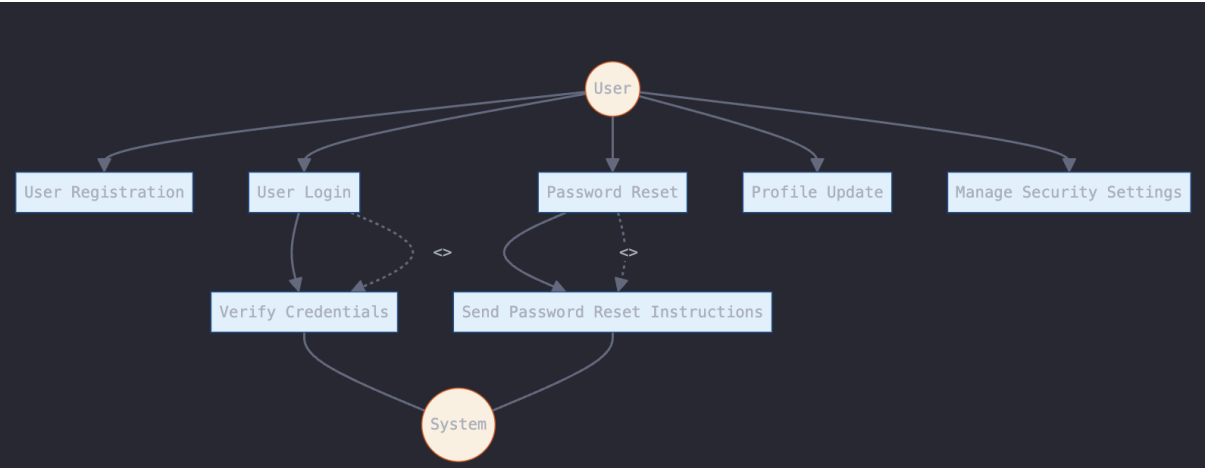 User
User Registration
User Login
Password Reset
Profile Update
Manage Security Settings
<>
<>
Verify Credentials
Send Password Reset Instructions
System